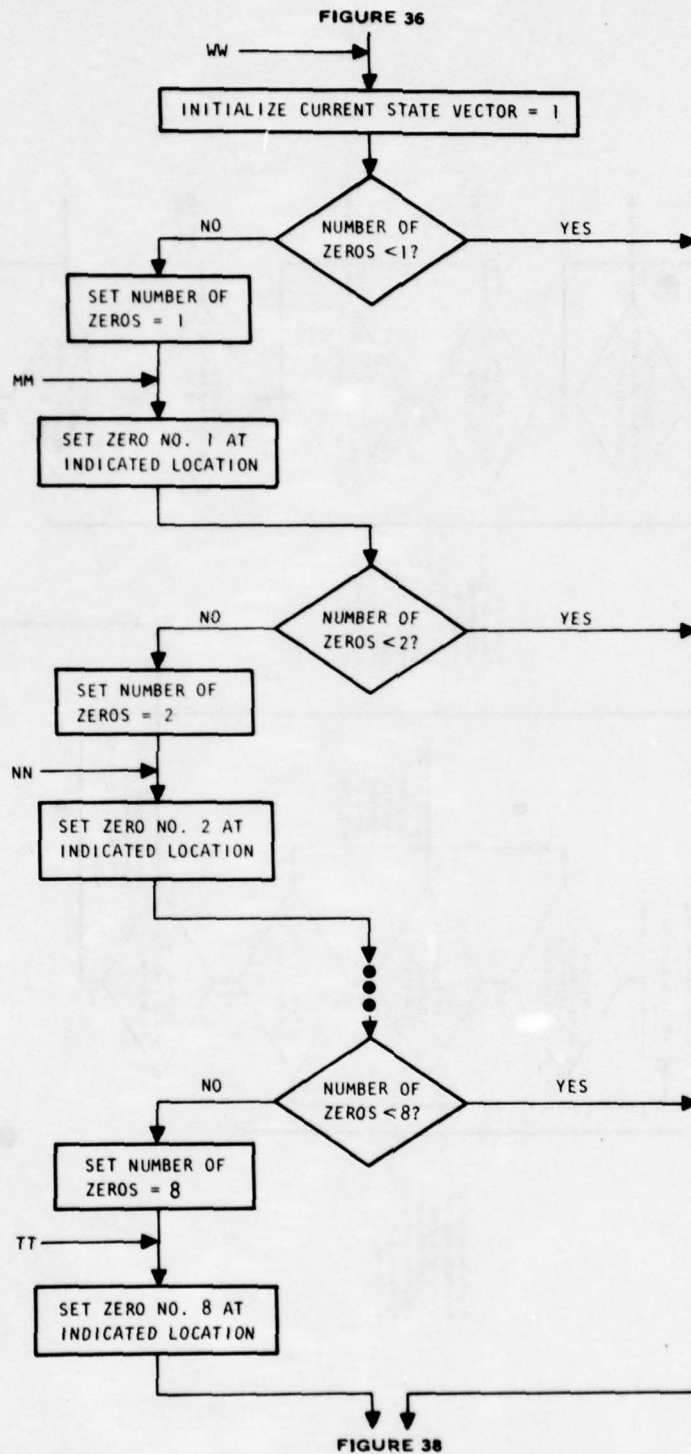 FIGURE 36
WW
INITIALIZE CURRENT STATE VECTOR = 1
NUMBER OF
ZEROS <1?
NO
YES
SET NUMBER OF
ZEROS = 1
MM
SET ZERO NO. 1 AT
INDICATED LOCATION
NUMBER OF
ZEROS <2?
NO
YES
SET NUMBER OF
ZEROS = 2
NN
SET ZERO NO. 2 AT
INDICATED LOCATION
NUMBER OF
ZEROS <8?
NO
YES
SET NUMBER OF
ZEROS = 8
TT
SET ZERO NO. 8 AT
INDICATED LOCATION
FIGURE 38